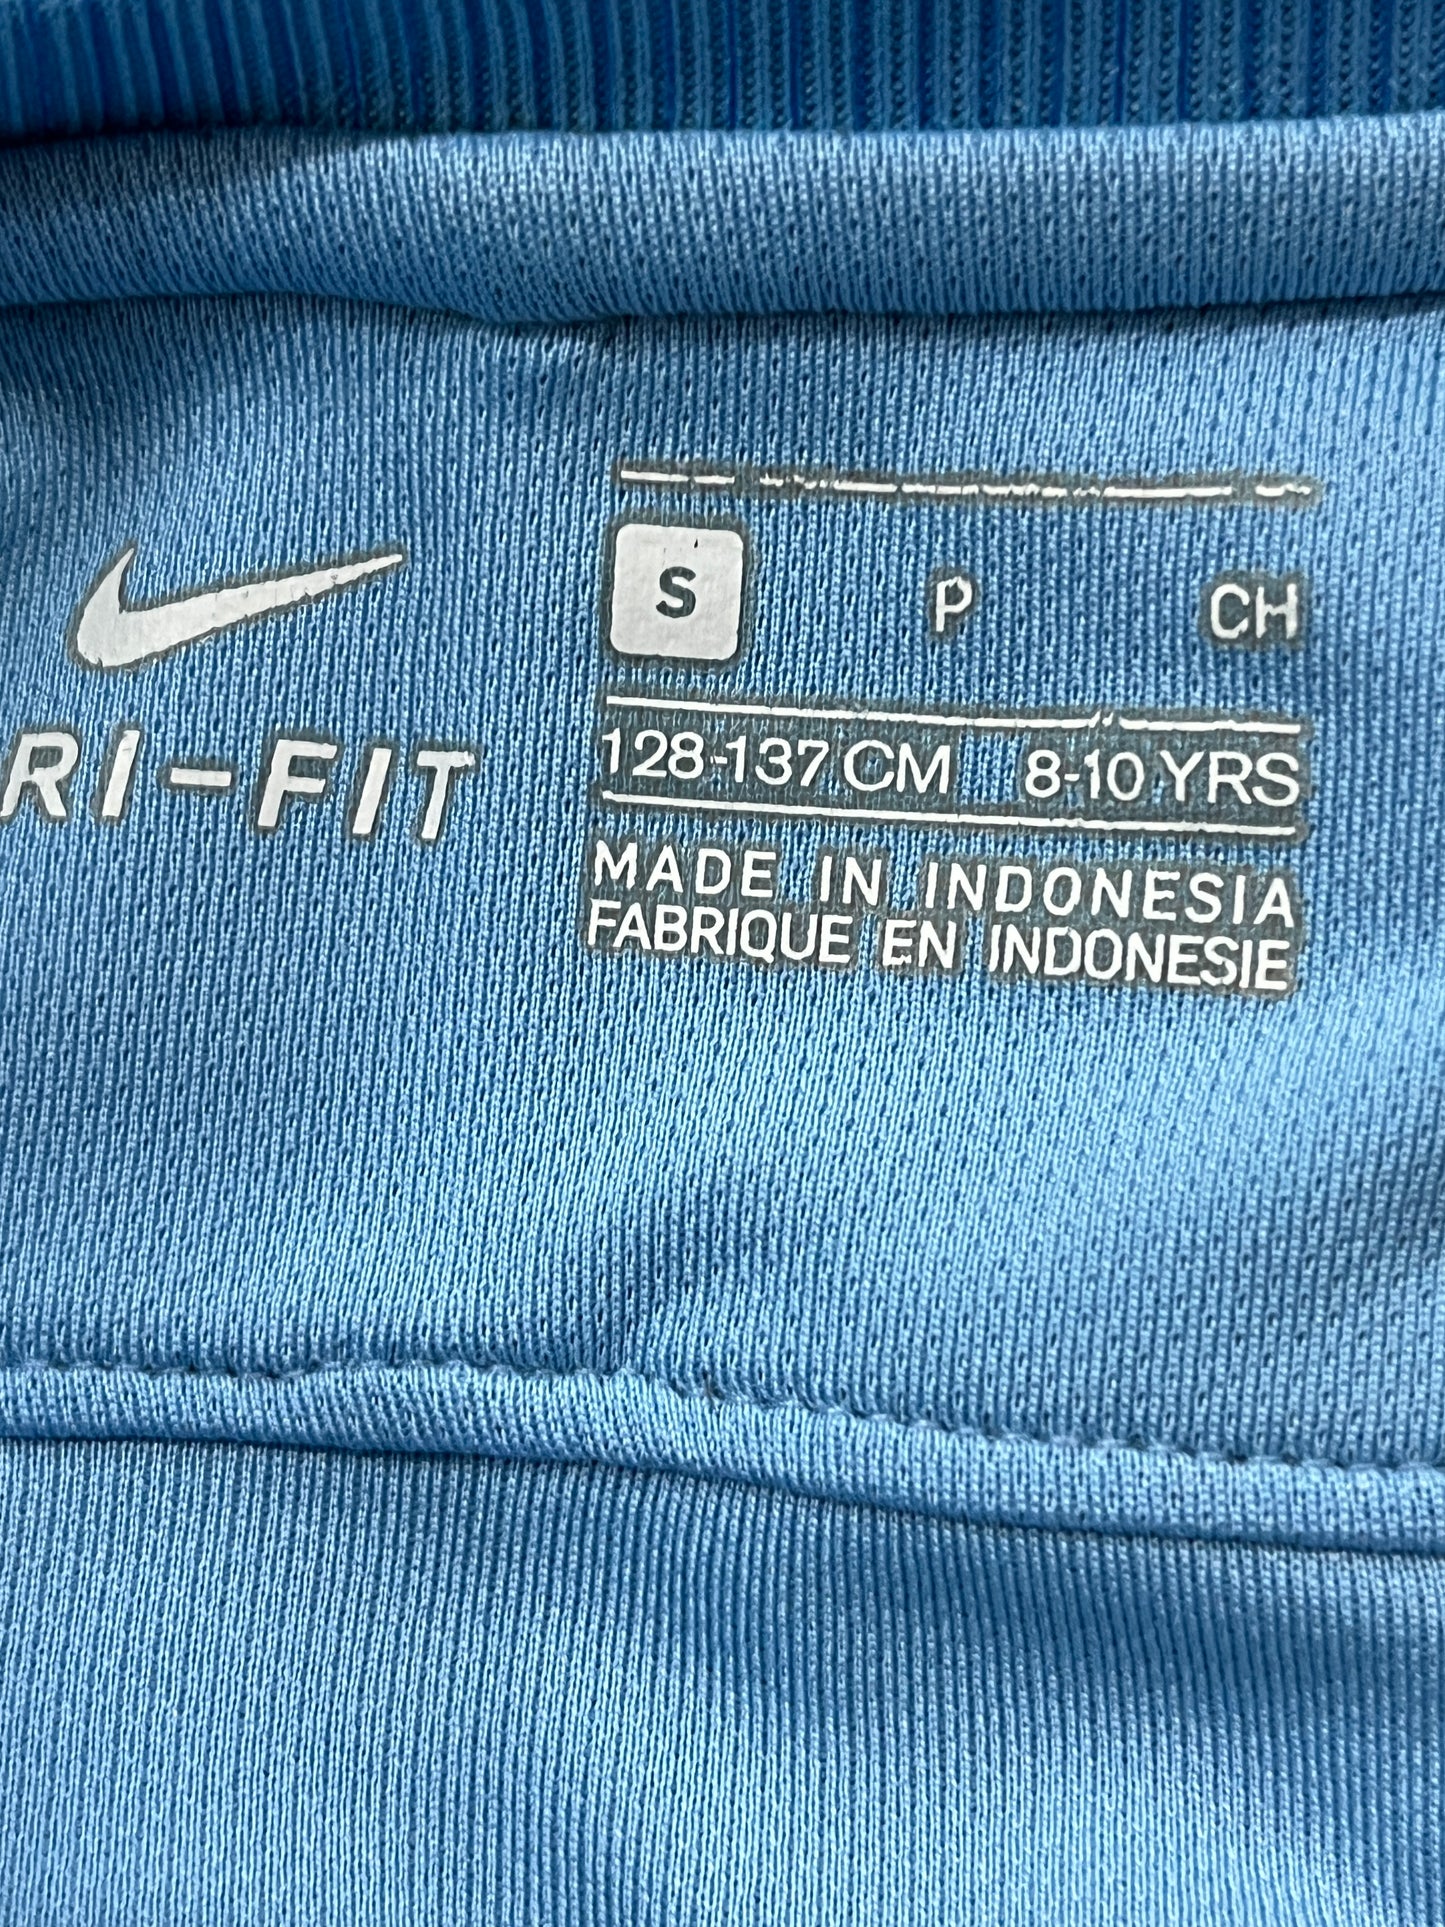 RI-FIT
S P CH
128-137 CM 8-10 YRS
MADE IN INDONESIA
FABRIQUE EN INDONESIE